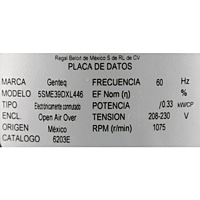 Regal Beloit de México S de RL de CV
PLACA DE DATOS
MARCA Genteq FRECUENCIA 60 Hz
MODELO 5SME39DXL446 EF Nom (η) - %
TIPO Electrónicamente conmutado POTENCIA /0.33 kW/CP
ENCL. Open Air Over TENSION 208-230 V
ORIGEN México RPM (r/min) 1075
CATALOGO 6203E